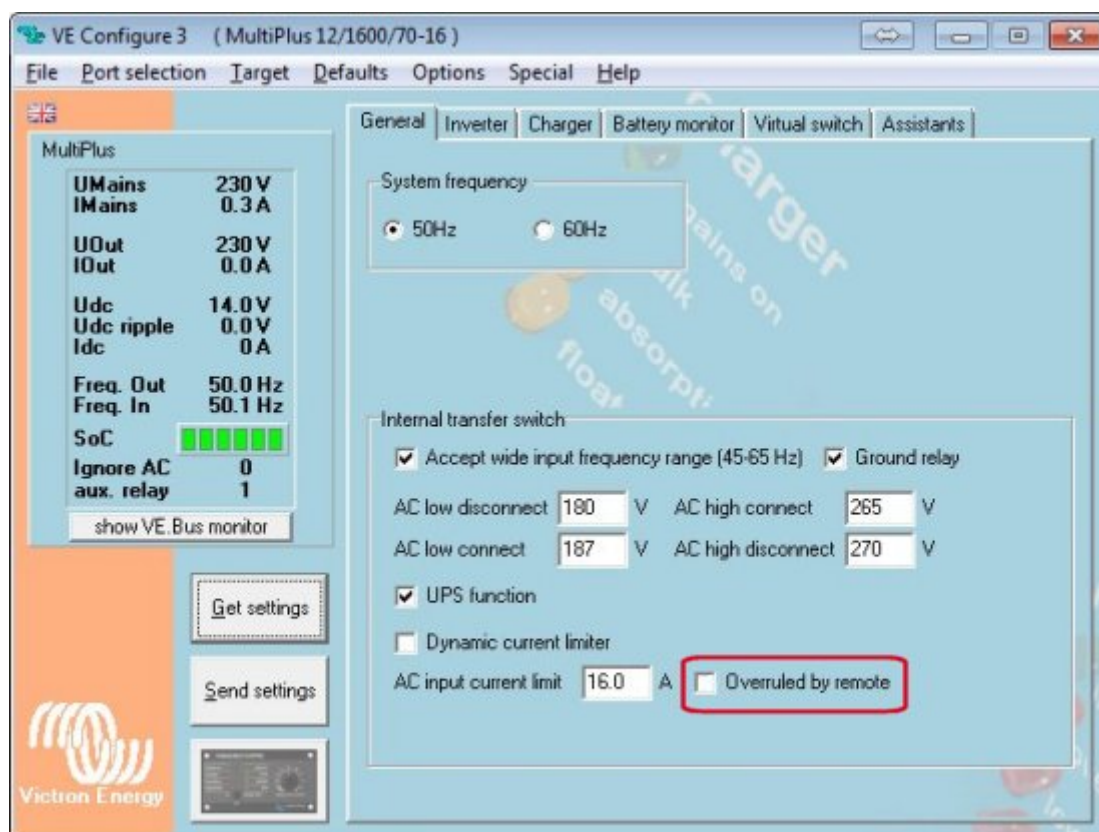 VE Configure 3 ( MultiPlus 12/1600/70-16 )
File Port selection Target Defaults Options Special Help
General Inverter Charger Battery monitor Virtual switch Assistants
MultiPlus
UMains 230 V
IMains 0.3 A
UOut 230 V
IOut 0.0 A
Udc 14.0 V
Udc ripple 0.0 V
Idc 0 A
Freq. Out 50.0 Hz
Freq. In 50.1 Hz
SoC
Ignore AC 0
aux. relay 1
show VE.Bus monitor
Get settings
Send settings
Victron Energy
System frequency
50Hz 60Hz
charger
mains on
bulk
absorpti
float
Internal transfer switch
Accept wide input frequency range (45-65 Hz) Ground relay
AC low disconnect 180 V AC high connect 265 V
AC low connect 187 V AC high disconnect 270 V
UPS function
Dynamic current limiter
AC input current limit 16.0 A Overruled by remote